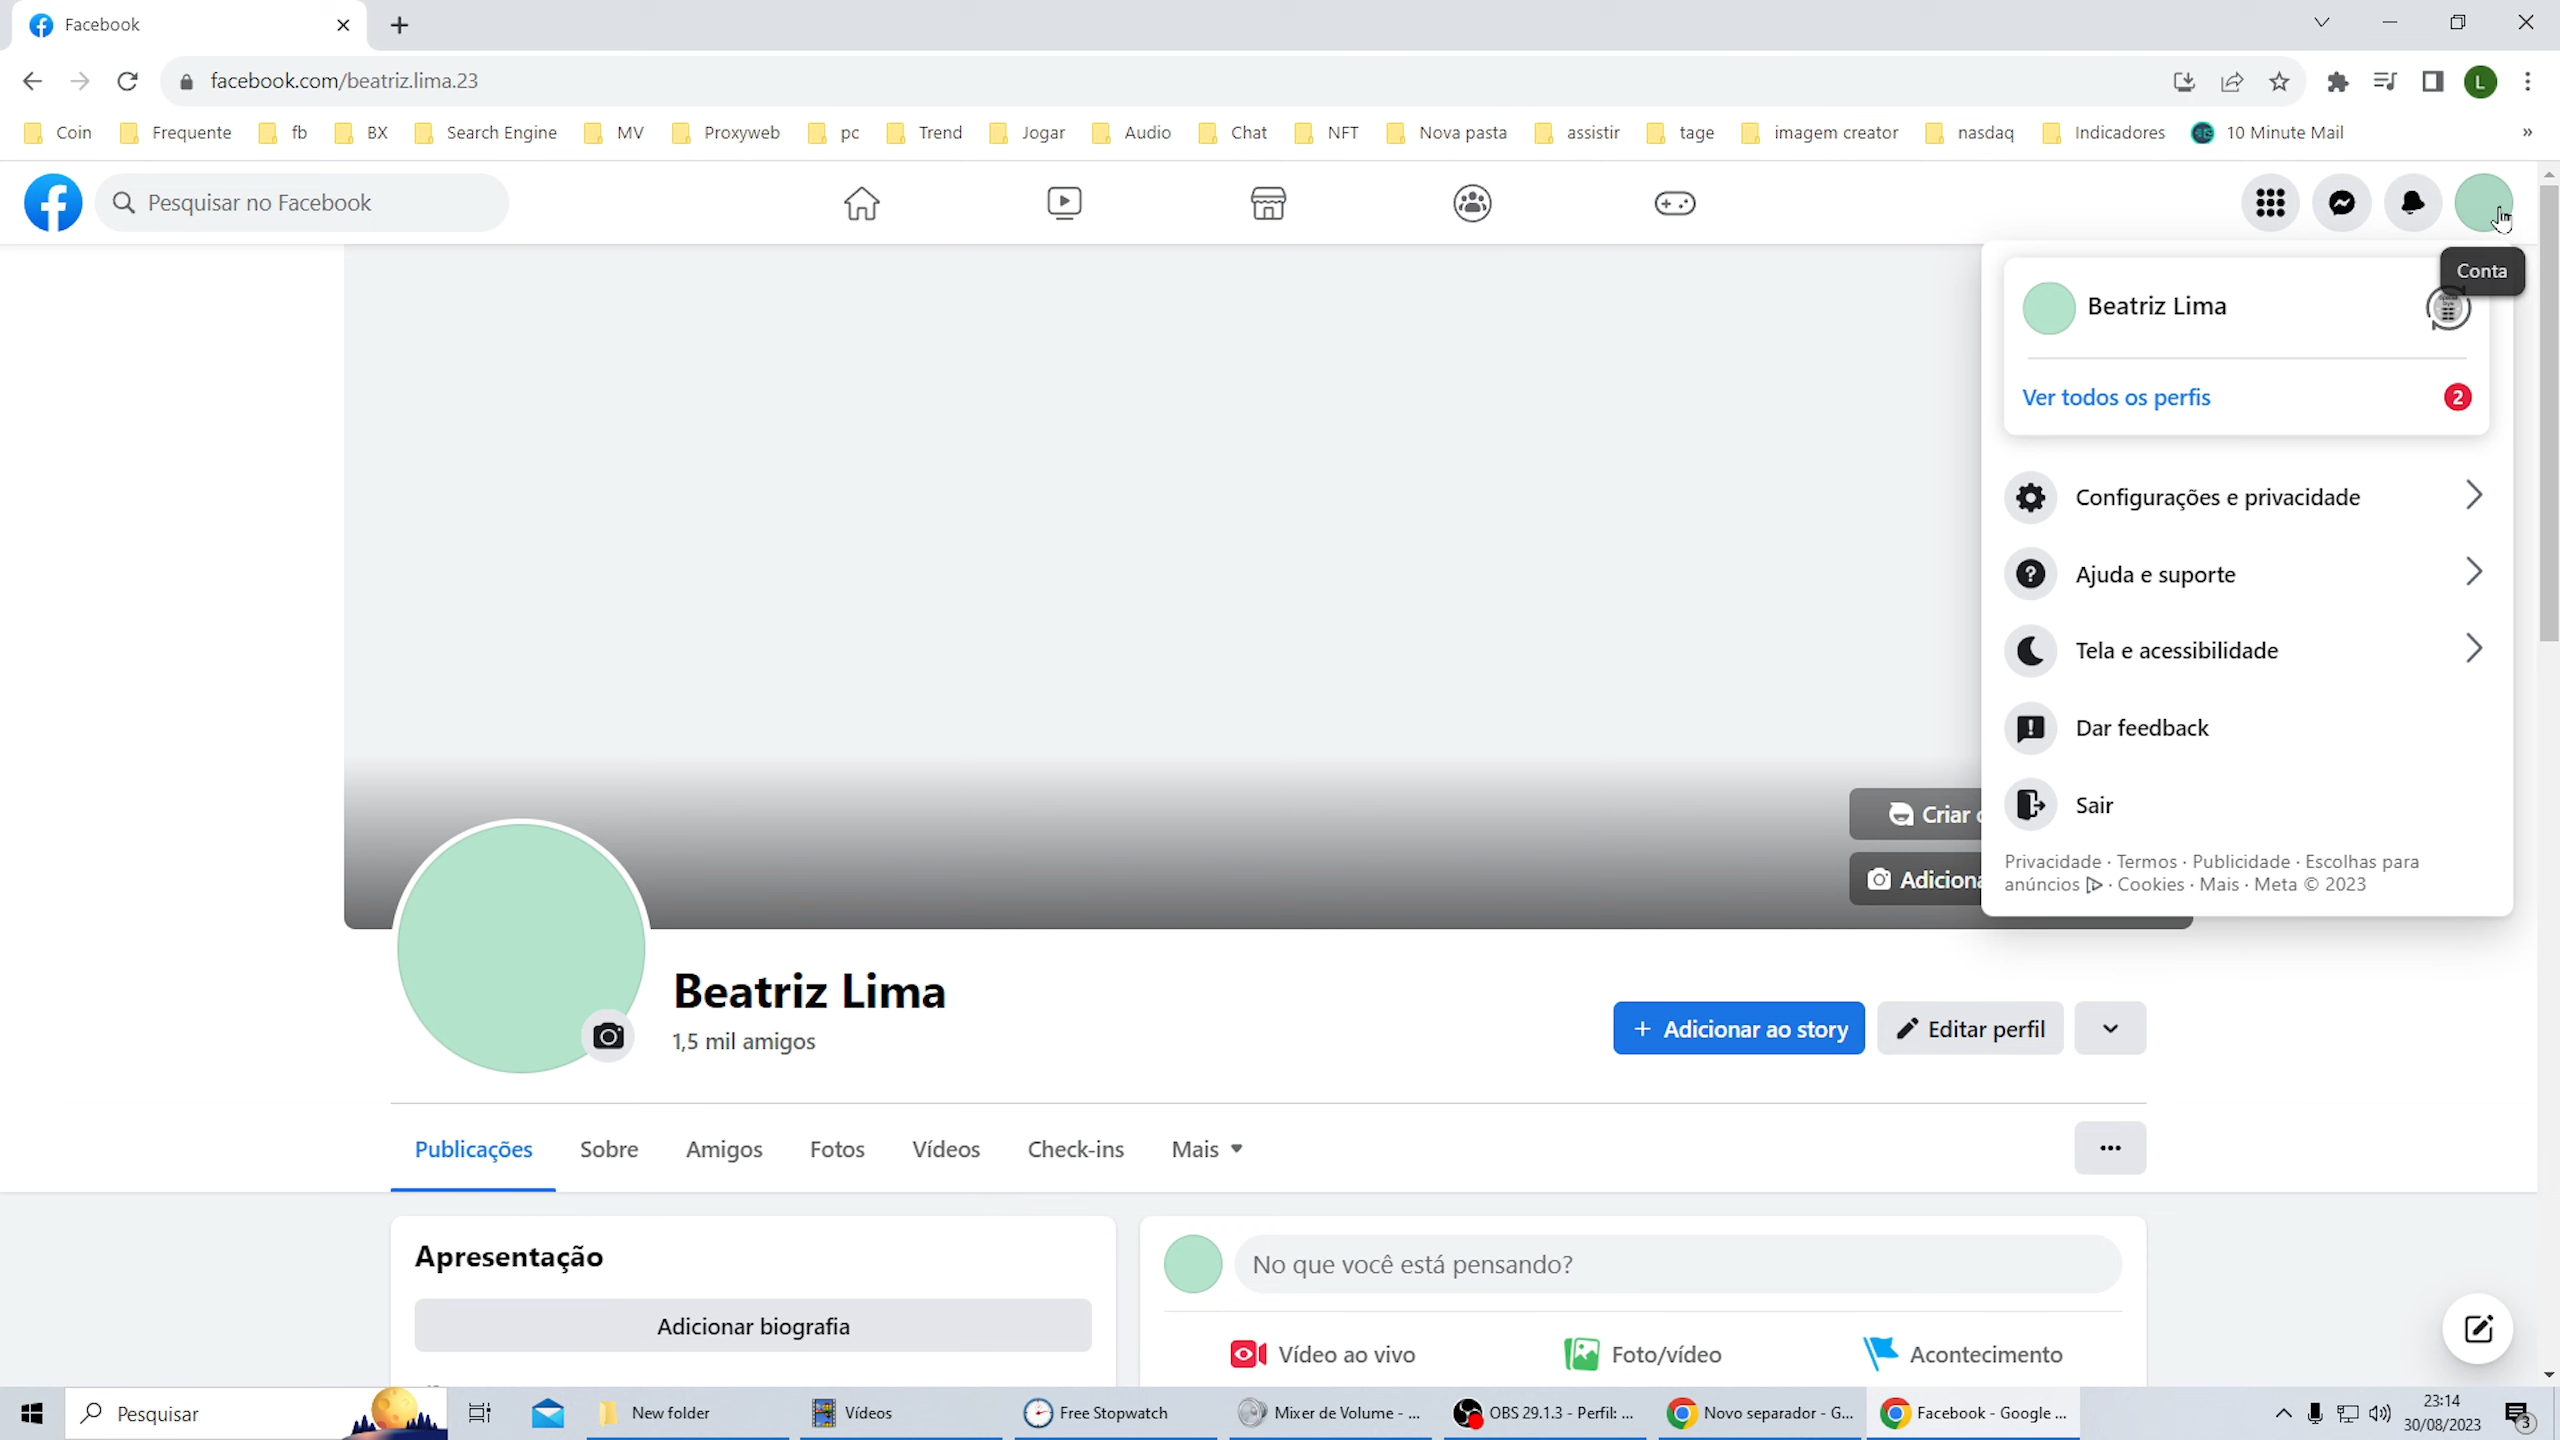 Facebook
facebook.com/beatriz.lima.23
L
Coin Frequente fb BX Search Engine MV Proxyweb pc Trend Jogar Audio Chat NFT Nova pasta assistir tage imagem creator nasdaq Indicadores 10 Minute Mail »
Pesquisar no Facebook
Conta
Beatriz Lima
Ver todos os perfis 2
Configurações e privacidade
Ajuda e suporte
Tela e acessibilidade
Dar feedback
Sair
Privacidade · Termos · Publicidade · Escolhas para
anúncios · Cookies · Mais · Meta © 2023
Criar
Adiciona
Beatriz Lima
1,5 mil amigos
+ Adicionar ao story
Editar perfil
Publicações Sobre Amigos Fotos Vídeos Check-ins Mais
Apresentação
Adicionar biografia
No que você está pensando?
Vídeo ao vivo
Foto/vídeo
Acontecimento
Pesquisar
New folder
Vídeos
Free Stopwatch
Mixer de Volume - ...
OBS 29.1.3 - Perfil: ...
Novo separador - G...
Facebook - Google ...
23:14
30/08/2023
3